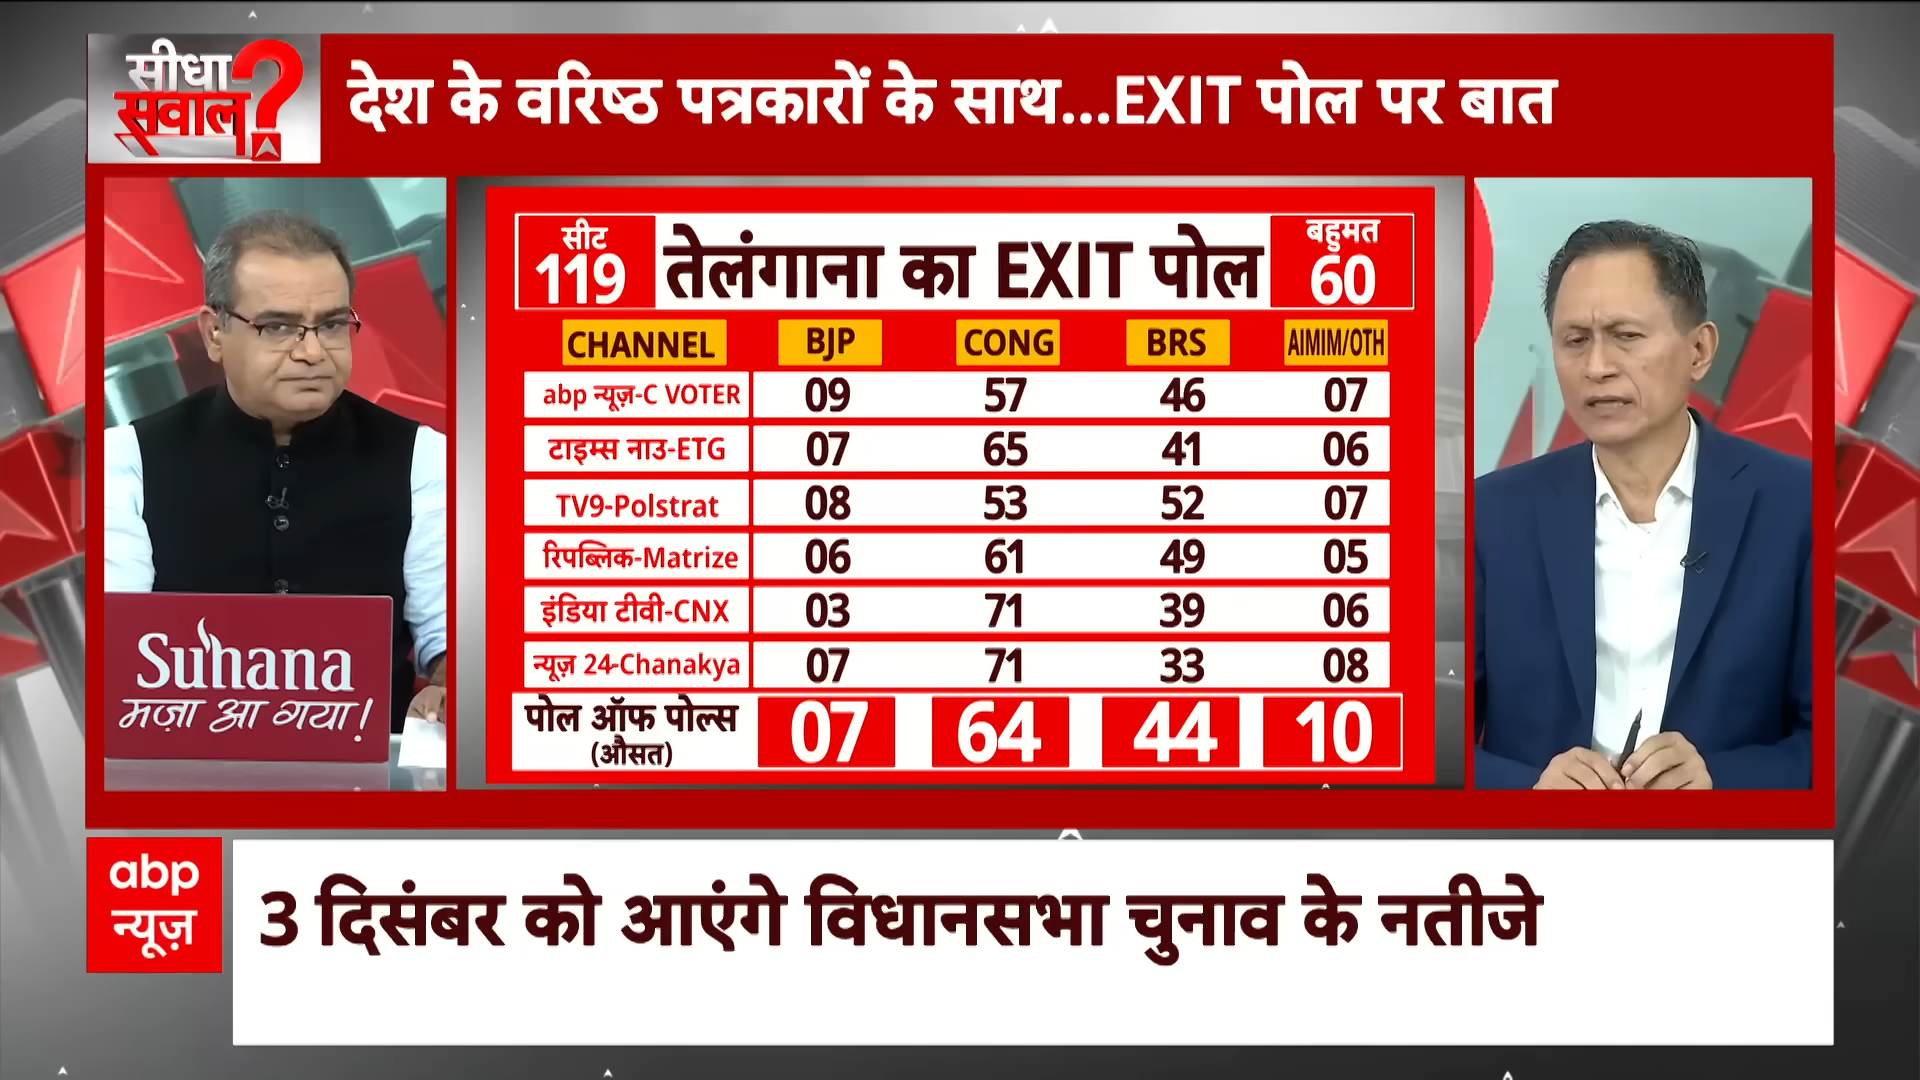 सीधा
सवाल?
देश के वरिष्ठ पत्रकारों के साथ...EXIT पोल पर बात
सीट
119
तेलंगाना का EXIT पोल
बहुमत
60
CHANNEL BJP CONG BRS AIMIM/OTH
abp न्यूज़-C VOTER 09 57 46 07
टाइम्स नाउ-ETG 07 65 41 06
TV9-Polstrat 08 53 52 07
रिपब्लिक-Matrize 06 61 49 05
इंडिया टीवी-CNX 03 71 39 06
न्यूज़ 24-Chanakya 07 71 33 08
पोल ऑफ पोल्स 07 64 44 10
(औसत)
Suhana
मज़ा आ गया!
abp
न्यूज़
3 दिसंबर को आएंगे विधानसभा चुनाव के नतीजे